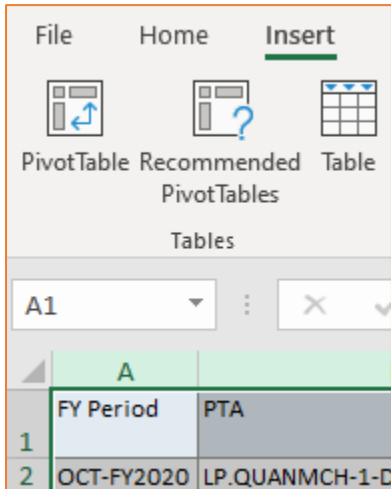 File Home Insert
PivotTable Recommended PivotTables Table
Tables
A1
A
1 FY Period PTA
2 OCT-FY2020 LP.QUANMCH-1-D